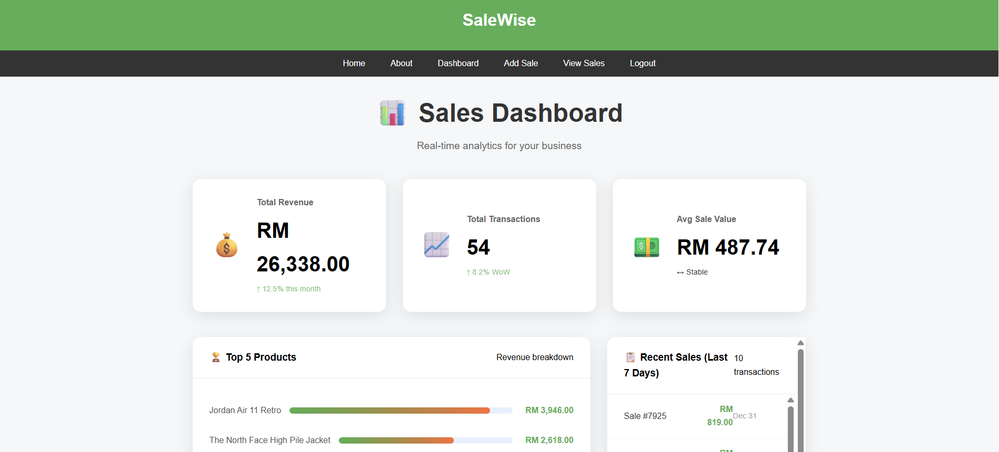 SaleWise
Home About Dashboard Add Sale View Sales Logout
Sales Dashboard
Real-time analytics for your business
Total Revenue
RM
26,338.00
↑ 12.5% this month
Total Transactions
54
↑ 8.2% WoW
Avg Sale Value
RM 487.74
↔ Stable
Top 5 Products
Revenue breakdown
Jordan Air 11 Retro
RM 3,946.00
The North Face High Pile Jacket
RM 2,618.00
Recent Sales (Last
7 Days)
10
transactions
Sale #7925
RM
819.00
Dec 31
RM